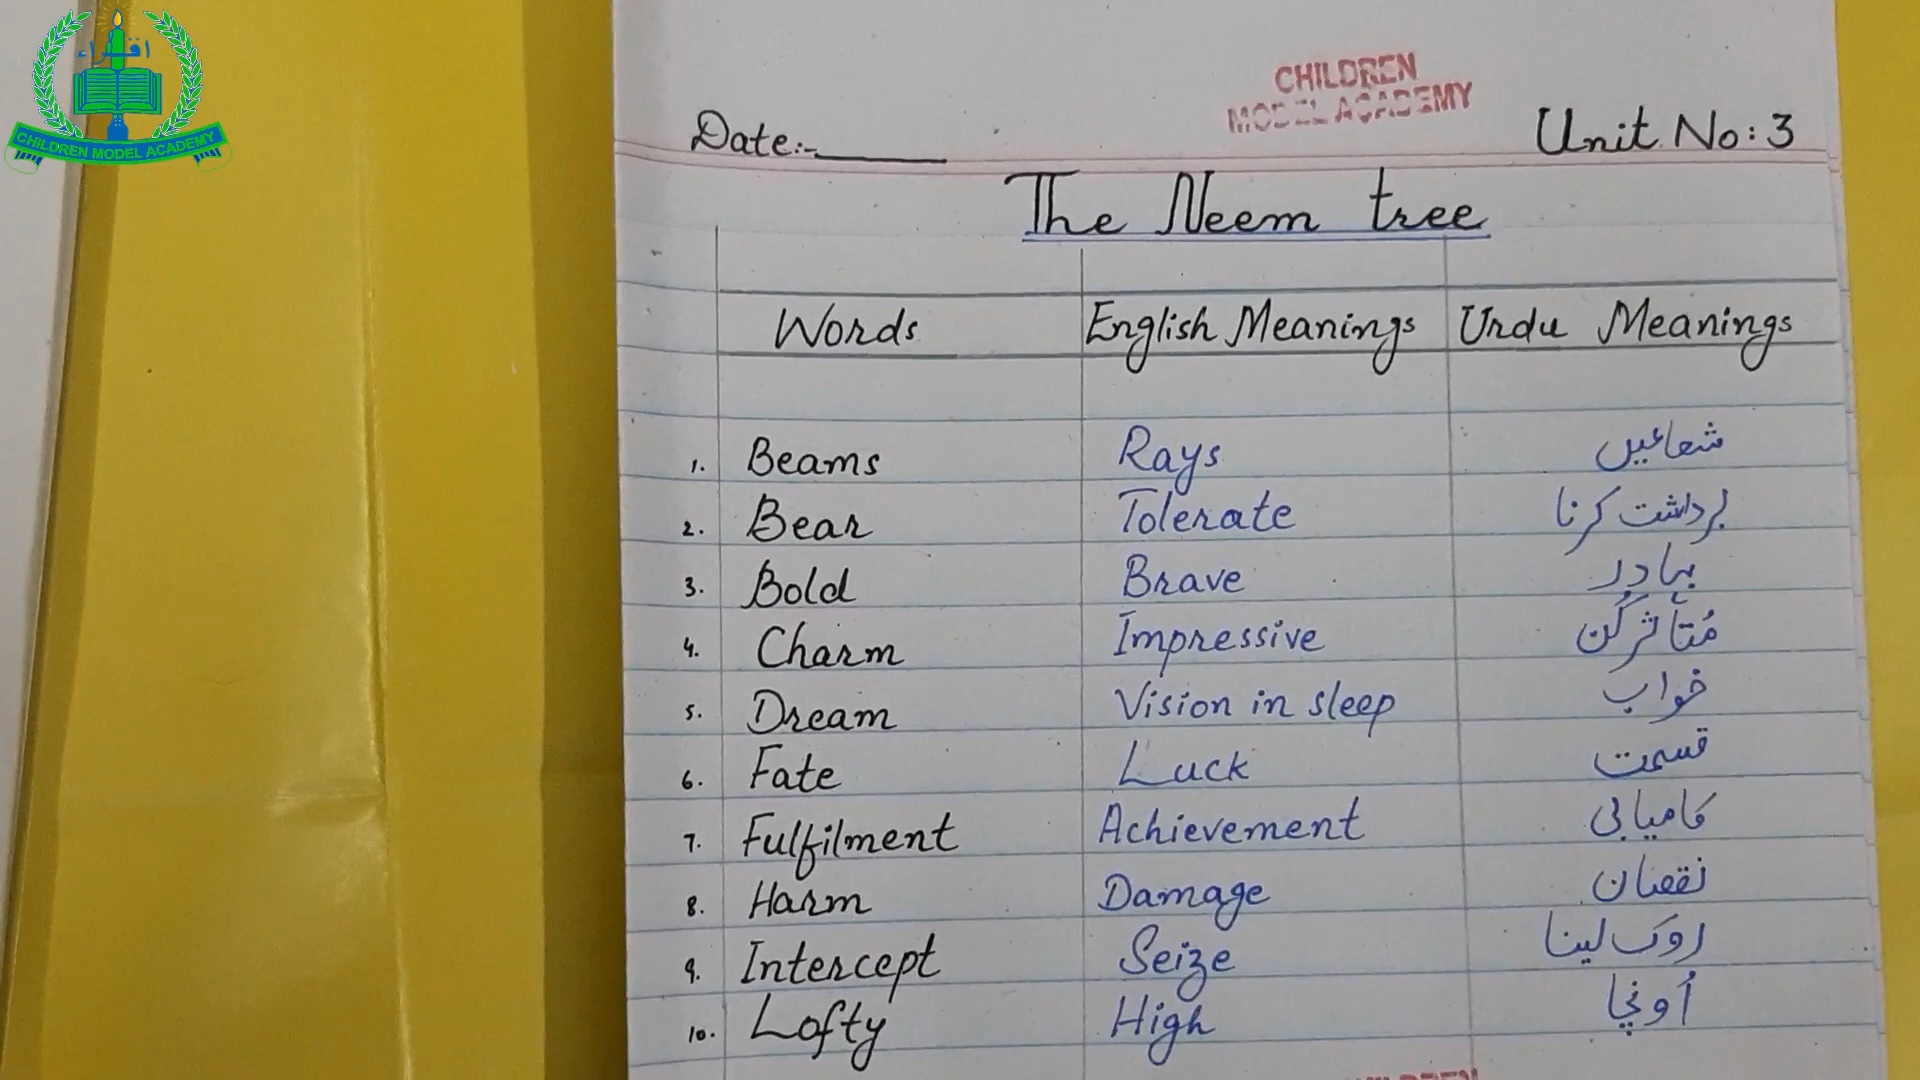 اقراء
CHILDREN MODEL ACADEMY
CHILDREN
MODEL ACADEMY
Date:- Unit No: 3
The Neem tree
Words English Meanings Urdu Meanings
1. Beams Rays شعاعیں
2. Bear Tolerate برداشت کرنا
3. Bold Brave بہادر
4. Charm Impressive مُتأثر کُن
5. Dream Vision in sleep خواب
6. Fate Luck قسمت
7. Fulfilment Achievement کامیابی
8. Harm Damage نقصان
9. Intercept Seize روک لینا
10. Lofty High اُونچا